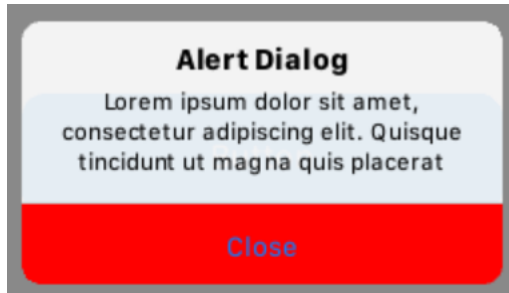 Alert Dialog
Lorem ipsum dolor sit amet,
consectetur adipiscing elit. Quisque
tincidunt ut magna quis placerat
Close